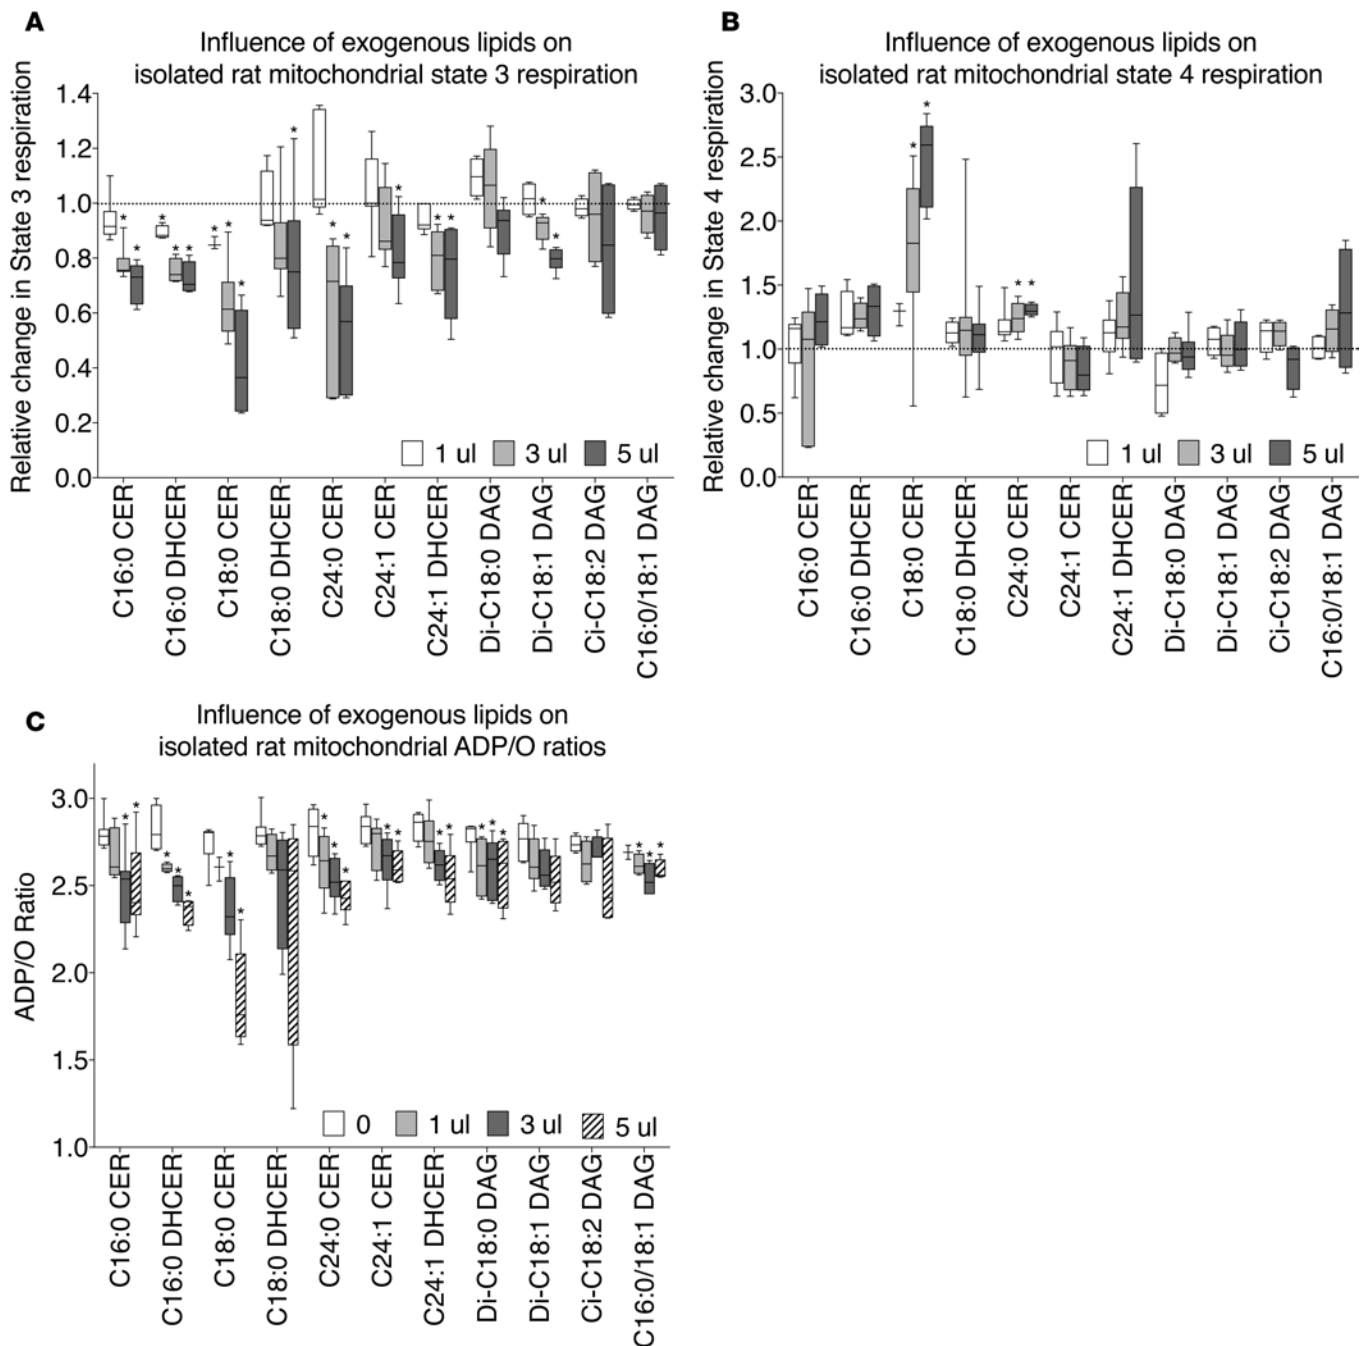 A
Influence of exogenous lipids on
isolated rat mitochondrial state 3 respiration
Relative change in State 3 respiration
1.4
1.2
1.0
0.8
0.6
0.4
0.2
0.0
* * * * * * * * * * * * * * * * *
1 ul 3 ul 5 ul
C16:0 CER
C16:0 DHCER
C18:0 CER
C18:0 DHCER
C24:0 CER
C24:1 CER
C24:1 DHCER
Di-C18:0 DAG
Di-C18:1 DAG
Ci-C18:2 DAG
C16:0/18:1 DAG
B
Influence of exogenous lipids on
isolated rat mitochondrial state 4 respiration
Relative change in State 4 respiration
3.0
2.5
2.0
1.5
1.0
0.5
0.0
* * * *
1 ul 3 ul 5 ul
C16:0 CER
C16:0 DHCER
C18:0 CER
C18:0 DHCER
C24:0 CER
C24:1 CER
C24:1 DHCER
Di-C18:0 DAG
Di-C18:1 DAG
Ci-C18:2 DAG
C16:0/18:1 DAG
C
Influence of exogenous lipids on
isolated rat mitochondrial ADP/O ratios
ADP/O Ratio
3.0
2.5
2.0
1.5
1.0
* * * * * * * * * * * * * * * * * * *
0 1 ul 3 ul 5 ul
C16:0 CER
C16:0 DHCER
C18:0 CER
C18:0 DHCER
C24:0 CER
C24:1 CER
C24:1 DHCER
Di-C18:0 DAG
Di-C18:1 DAG
Ci-C18:2 DAG
C16:0/18:1 DAG